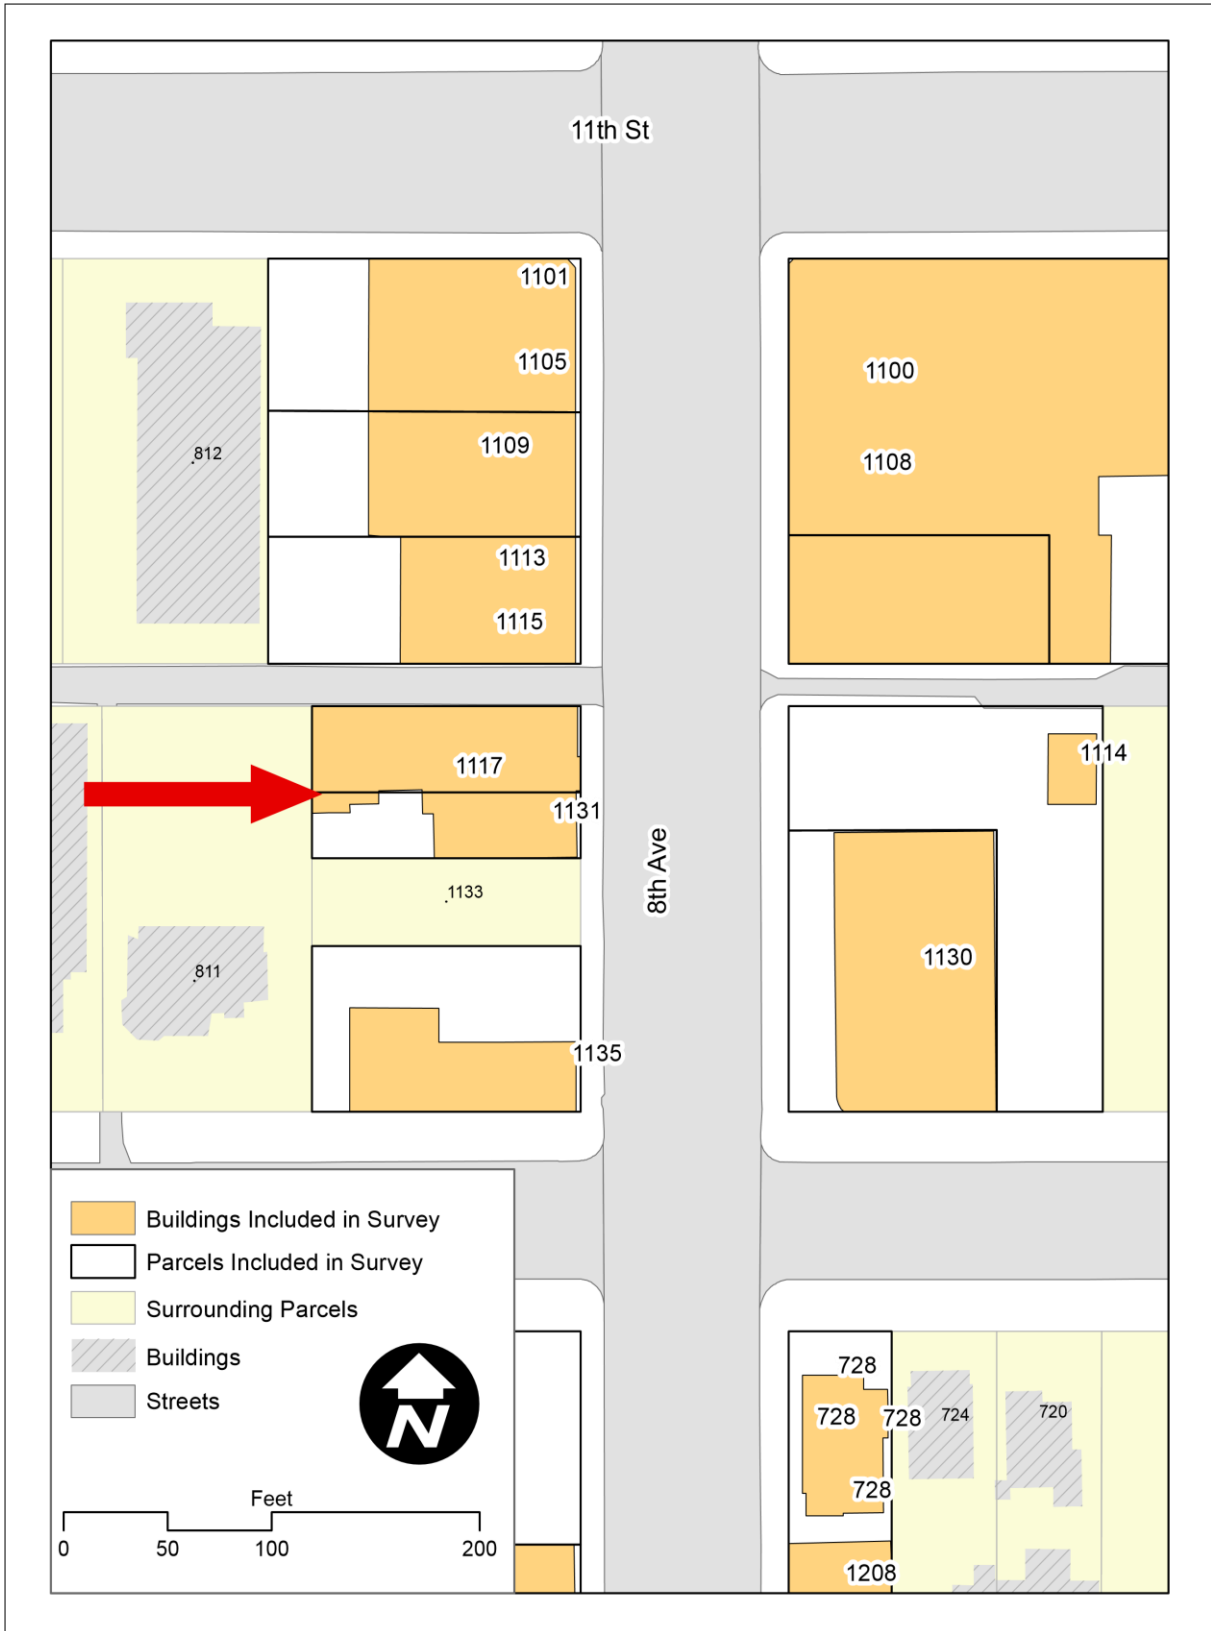 11th St
1101
1105
1100
1109
812
1108
1113
1115
1117
1114
1131
8th Ave
1133
1130
811
1135
Buildings Included in Survey
Parcels Included in Survey
Surrounding Parcels
Buildings
Streets
N
Feet
0 50 100 200
728
728 728 724 720
728
1208